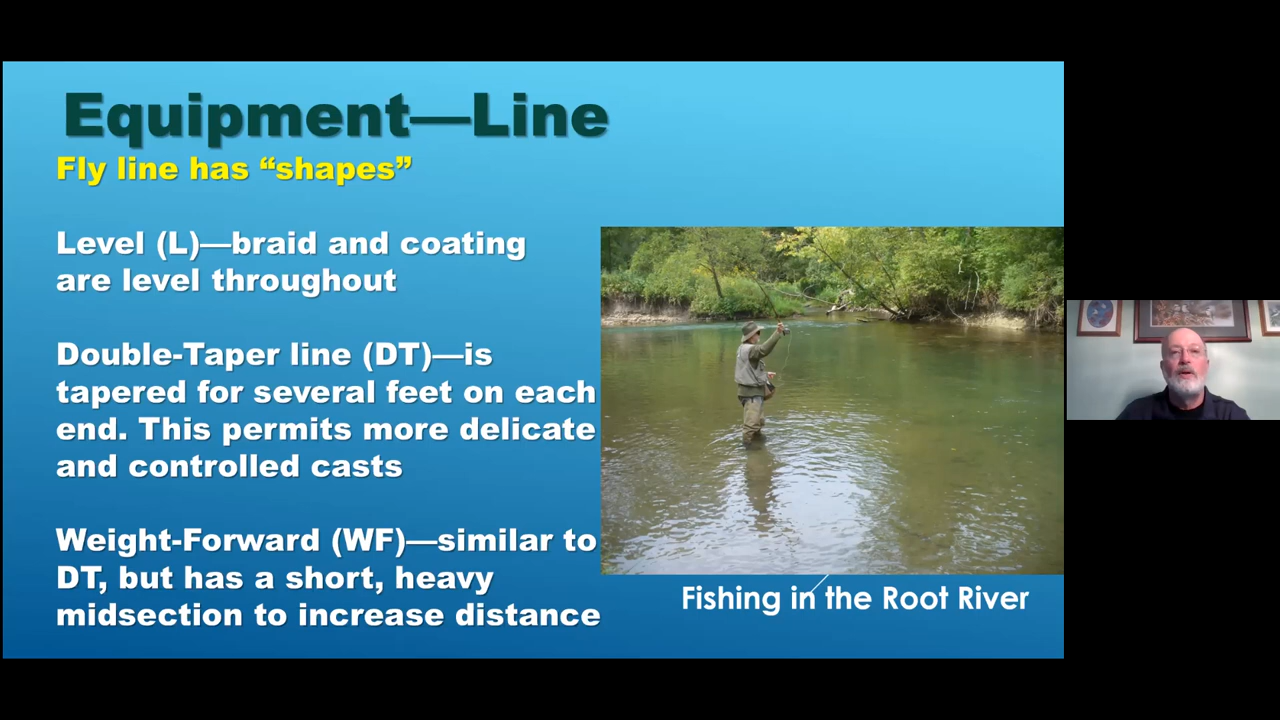 Equipment—Line
Fly line has “shapes”
Level (L)—braid and coating
are level throughout
Double-Taper line (DT)—is
tapered for several feet on each
end. This permits more delicate
and controlled casts
Weight-Forward (WF)—similar to
DT, but has a short, heavy
midsection to increase distance
Fishing in the Root River